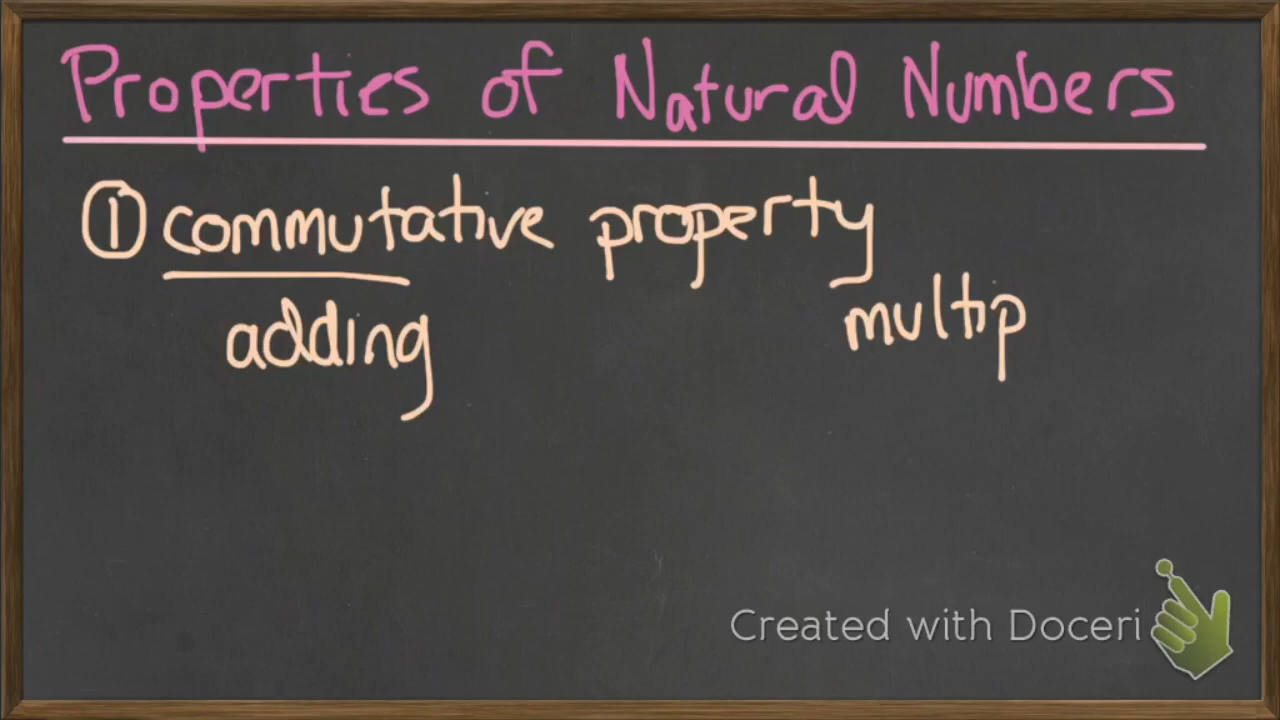 Properties of Natural Numbers
① commutative property
adding multip
Created with Doceri